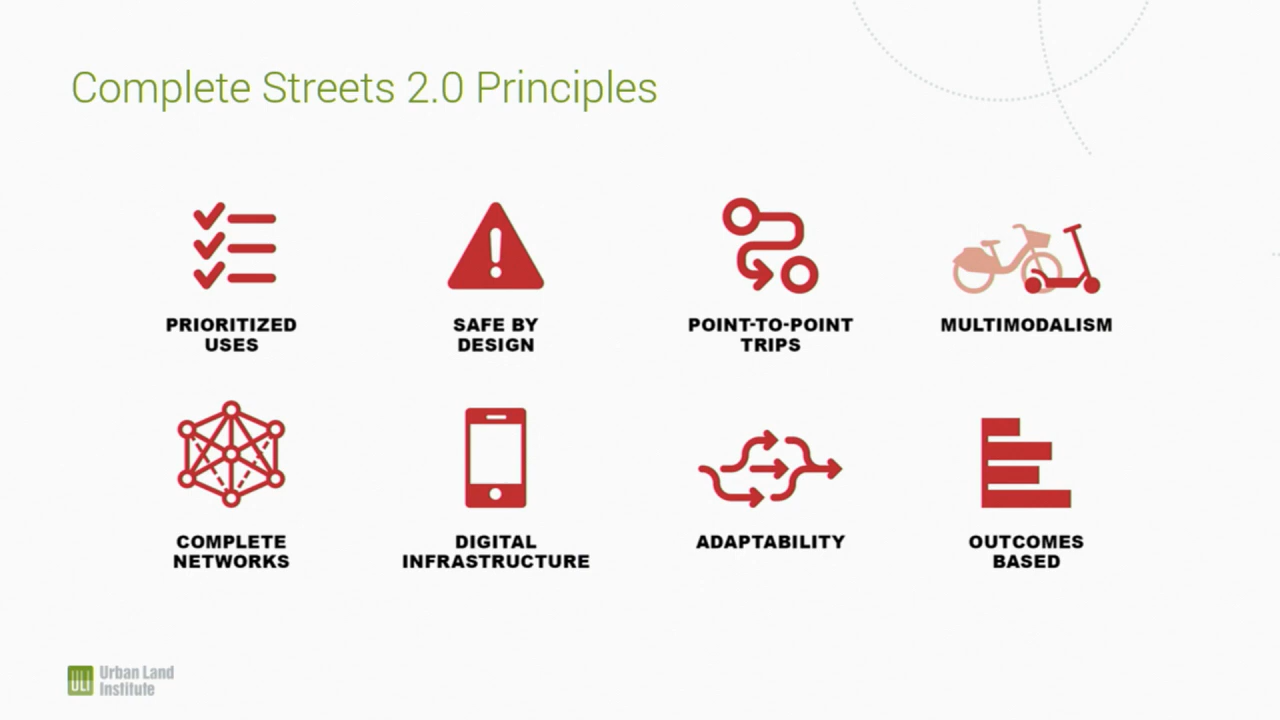 Complete Streets 2.0 Principles
PRIORITIZED
USES
SAFE BY
DESIGN
POINT-TO-POINT
TRIPS
MULTIMODALISM
COMPLETE
NETWORKS
DIGITAL
INFRASTRUCTURE
ADAPTABILITY
OUTCOMES
BASED
ULI
Urban Land
Institute